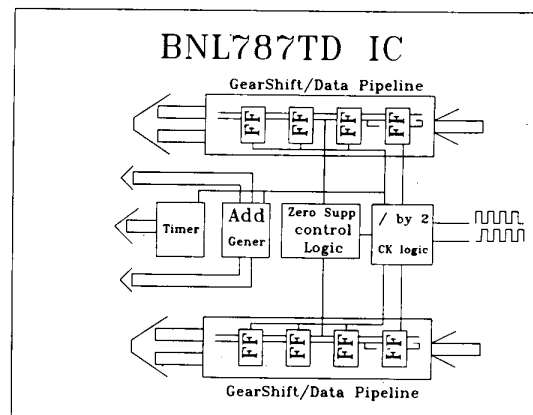 BNL787TD IC
GearShift/Data Pipeline
Timer
Add
Gener
Zero Supp
control
Logic
/ by 2
CK logic
GearShift/Data Pipeline